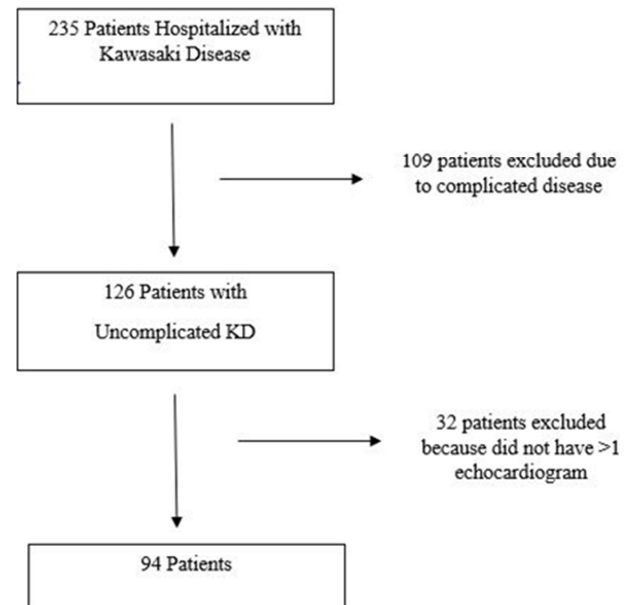 235 Patients Hospitalized with
Kawasaki Disease
109 patients excluded due
to complicated disease
126 Patients with
Uncomplicated KD
32 patients excluded
because did not have >1
echocardiogram
94 Patients